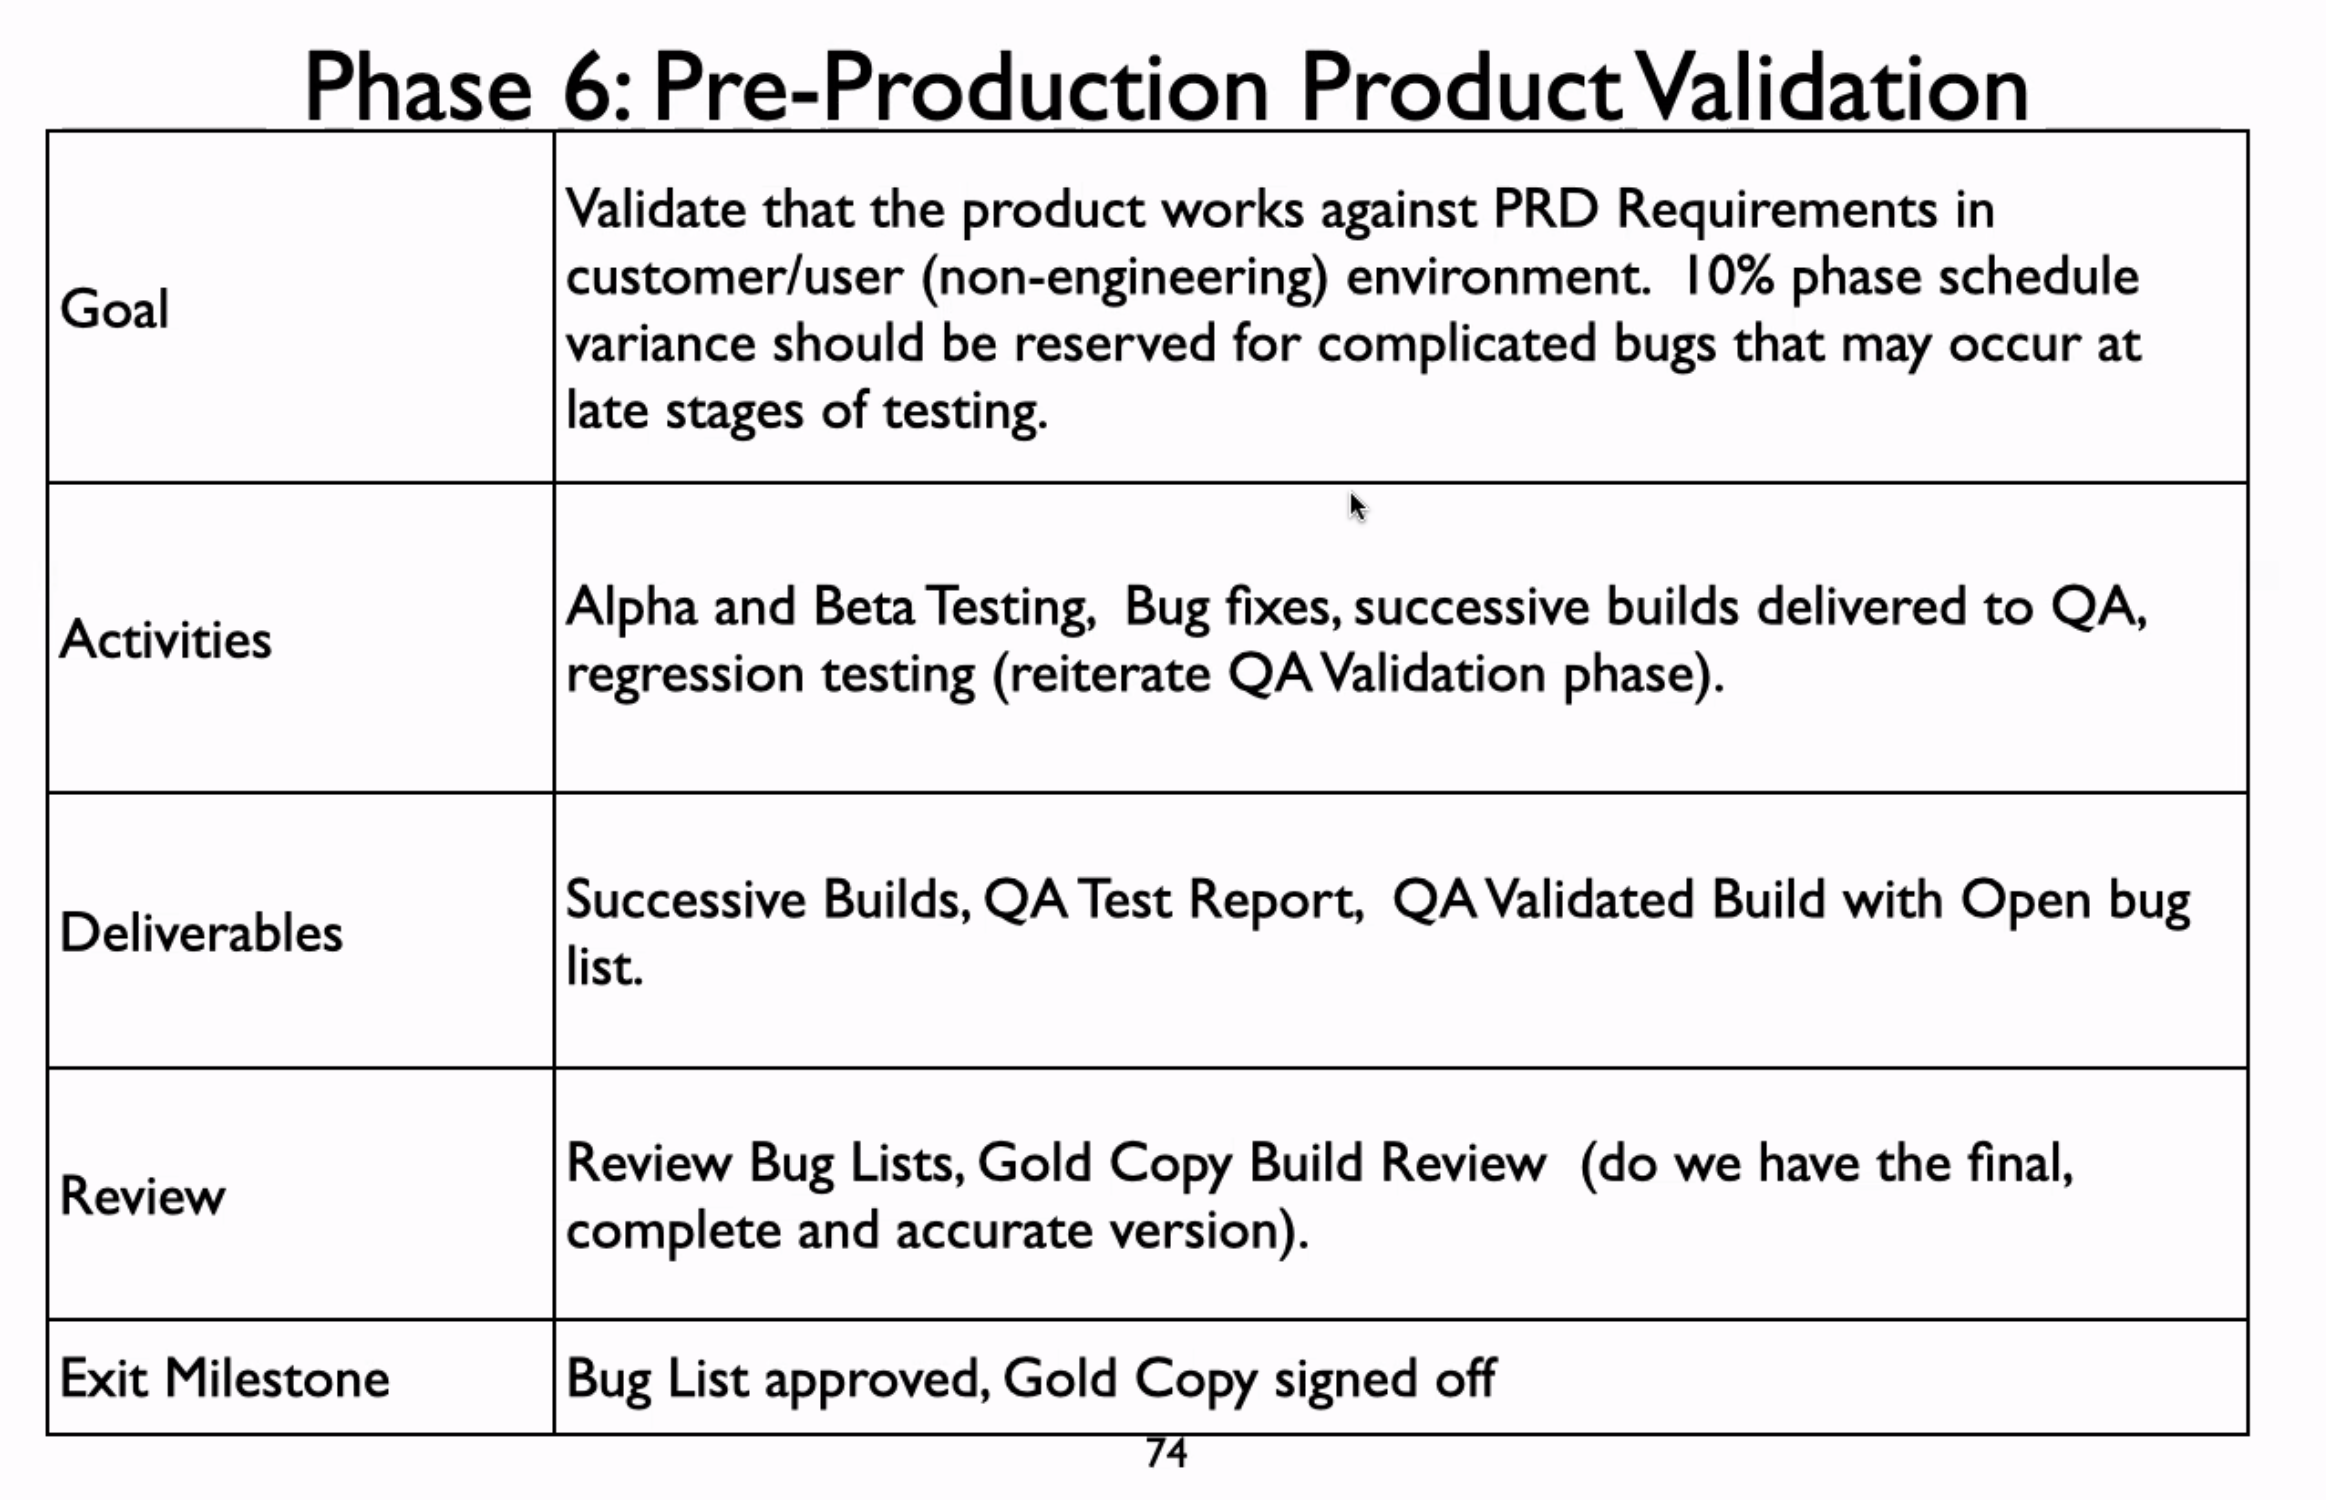 Phase 6: Pre-Production Product Validation
Goal
Validate that the product works against PRD Requirements in
customer/user (non-engineering) environment.  10% phase schedule
variance should be reserved for complicated bugs that may occur at
late stages of testing.
Activities
Alpha and Beta Testing,  Bug fixes, successive builds delivered to QA,
regression testing (reiterate QA Validation phase).
Deliverables
Successive Builds, QA Test Report,  QA Validated Build with Open bug
list.
Review
Review Bug Lists, Gold Copy Build Review  (do we have the final,
complete and accurate version).
Exit Milestone
Bug List approved, Gold Copy signed off
74